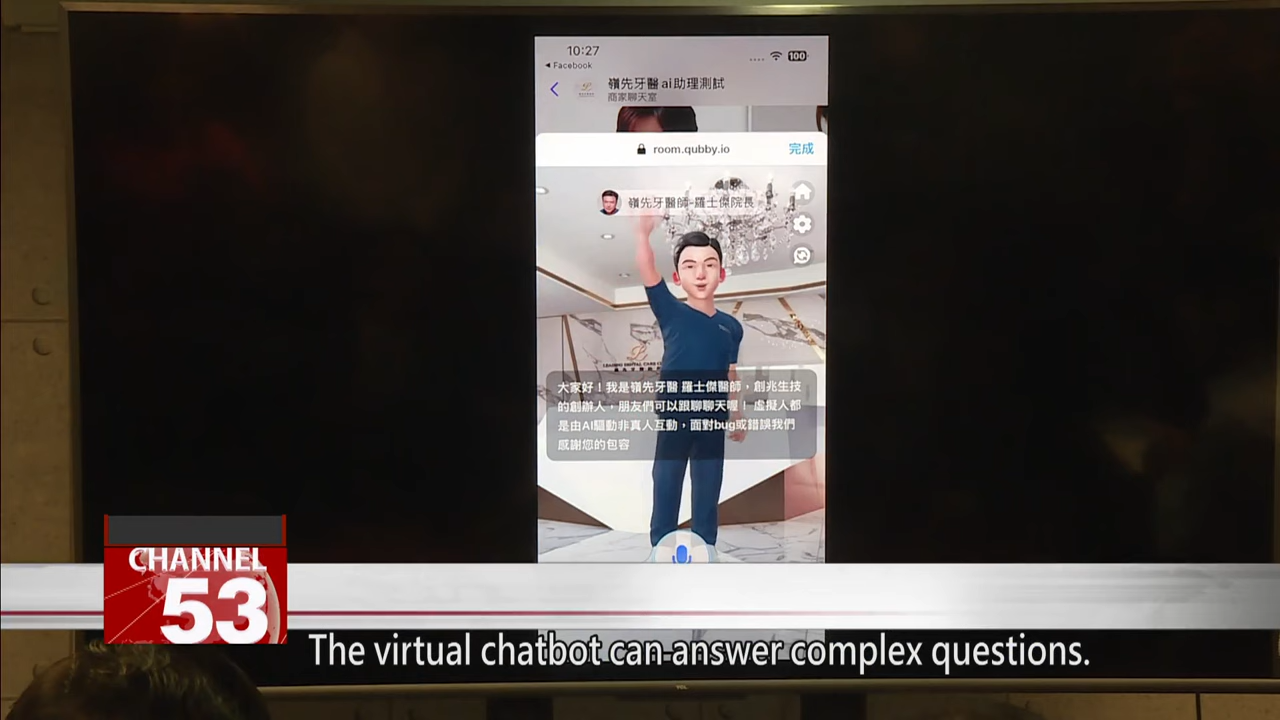 10:27
100
◀ Facebook
嶺先牙醫ai助理測試
商家聊天室
room.qubby.io
完成
嶺先牙醫師-羅士傑院長
大家好！我是嶺先牙醫 羅士傑醫師，創兆生技
的創辦人，朋友們可以跟聊聊天喔！ 虛擬人都
是由AI驅動非真人互動，面對bug或錯誤我們
感謝您的包容
CHANNEL
53
The virtual chatbot can answer complex questions.
TCL